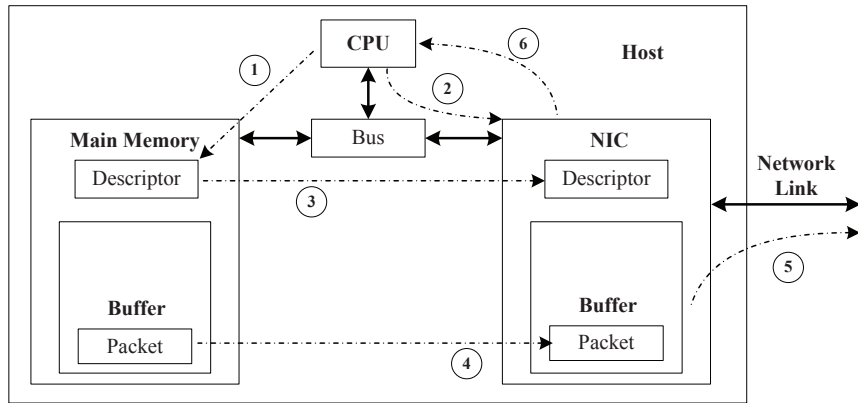 CPU
6
Host
1
2
Main Memory
Bus
NIC
Descriptor
Descriptor
3
Network
Link
5
Buffer
Buffer
Packet
Packet
4